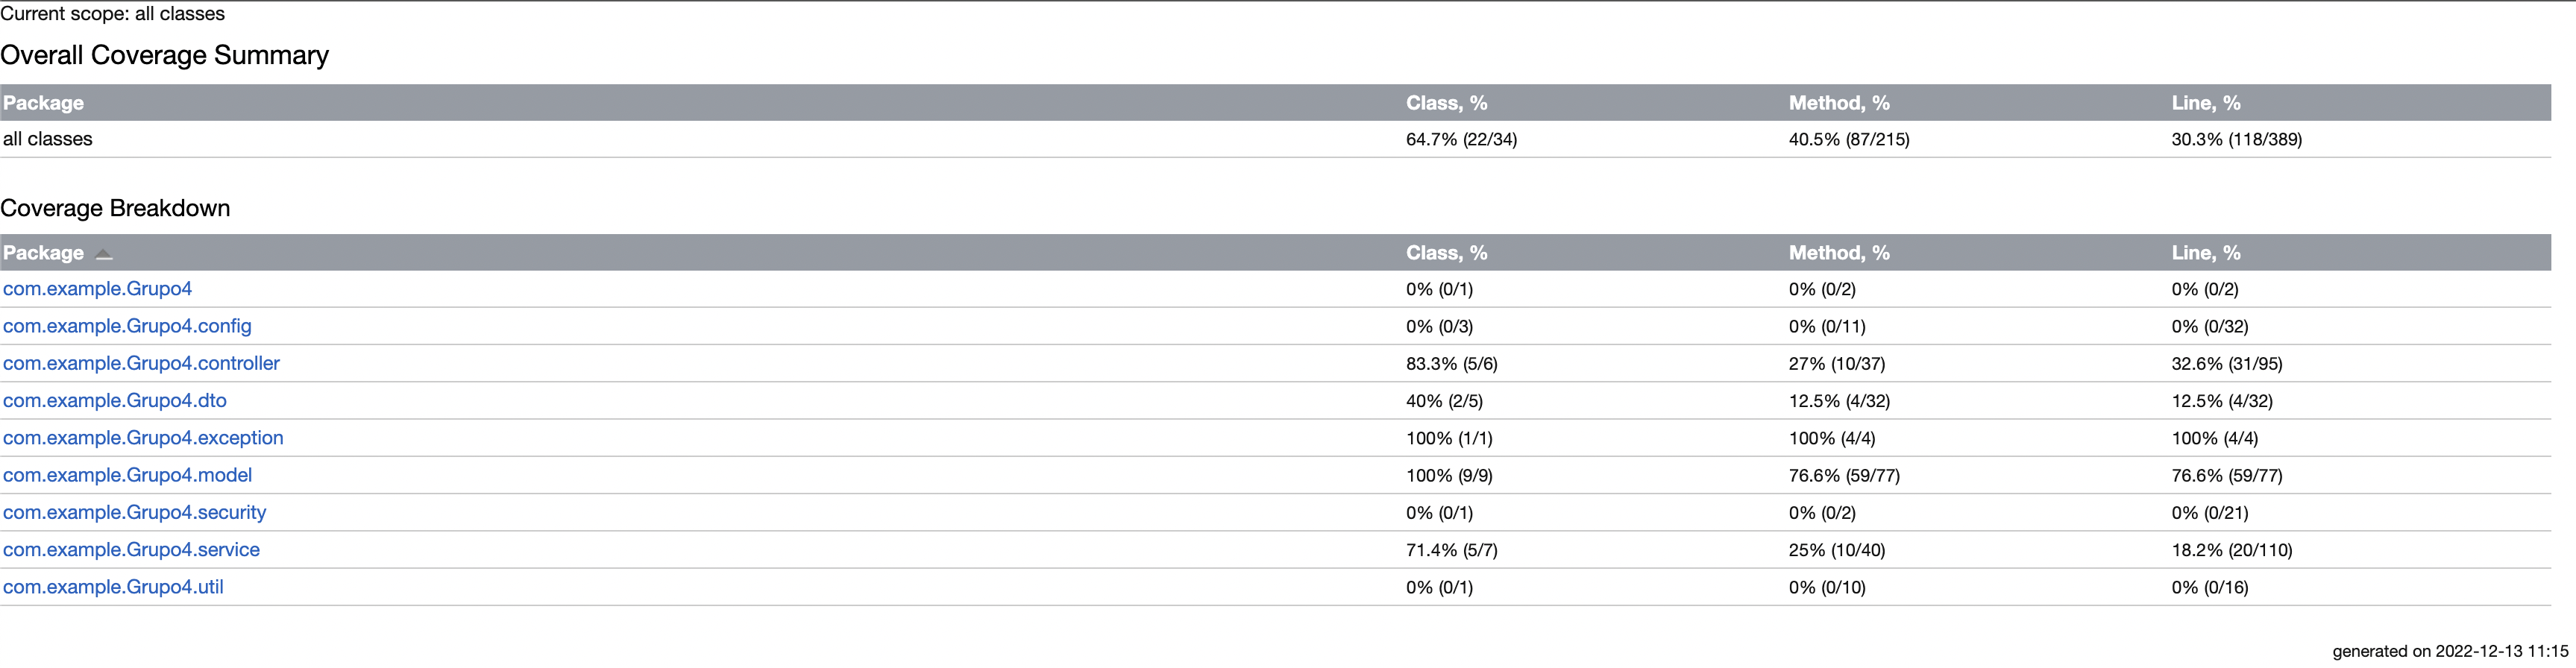 Current scope: all classes
Overall Coverage Summary
Package Class, % Method, % Line, %
all classes 64.7% (22/34) 40.5% (87/215) 30.3% (118/389)
Coverage Breakdown
Package Class, % Method, % Line, %
com.example.Grupo4 0% (0/1) 0% (0/2) 0% (0/2)
com.example.Grupo4.config 0% (0/3) 0% (0/11) 0% (0/32)
com.example.Grupo4.controller 83.3% (5/6) 27% (10/37) 32.6% (31/95)
com.example.Grupo4.dto 40% (2/5) 12.5% (4/32) 12.5% (4/32)
com.example.Grupo4.exception 100% (1/1) 100% (4/4) 100% (4/4)
com.example.Grupo4.model 100% (9/9) 76.6% (59/77) 76.6% (59/77)
com.example.Grupo4.security 0% (0/1) 0% (0/2) 0% (0/21)
com.example.Grupo4.service 71.4% (5/7) 25% (10/40) 18.2% (20/110)
com.example.Grupo4.util 0% (0/1) 0% (0/10) 0% (0/16)
generated on 2022-12-13 11:15